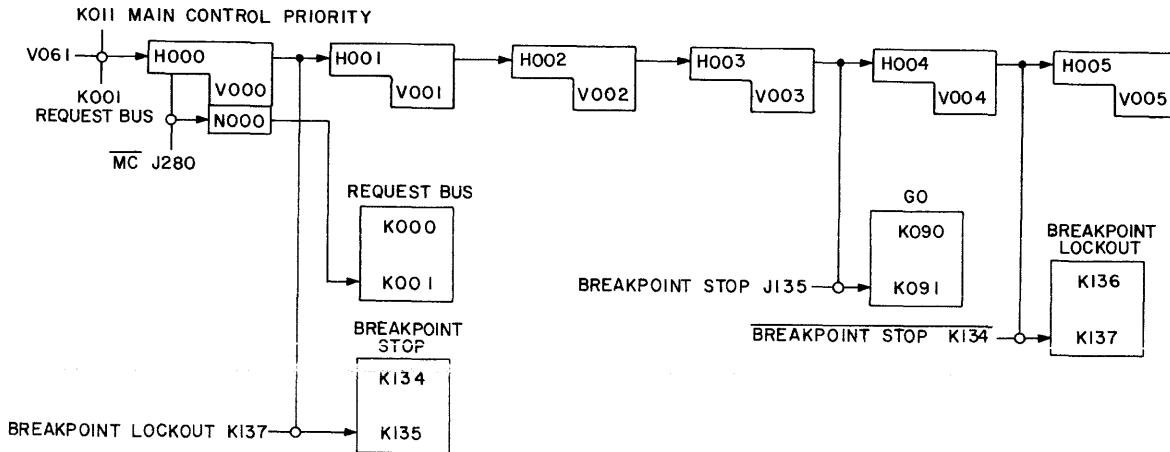 K011 MAIN CONTROL PRIORITY
V061
K001
REQUEST BUS
MC J280
H000
V000
N000
H001
V001
H002
V002
H003
V003
H004
V004
H005
V005
REQUEST BUS
K000
K001
GO
K090
K091
BREAKPOINT STOP J135
BREAKPOINT
LOCKOUT
K136
K137
BREAKPOINT STOP K134
BREAKPOINT
STOP
K134
K135
BREAKPOINT LOCKOUT K137